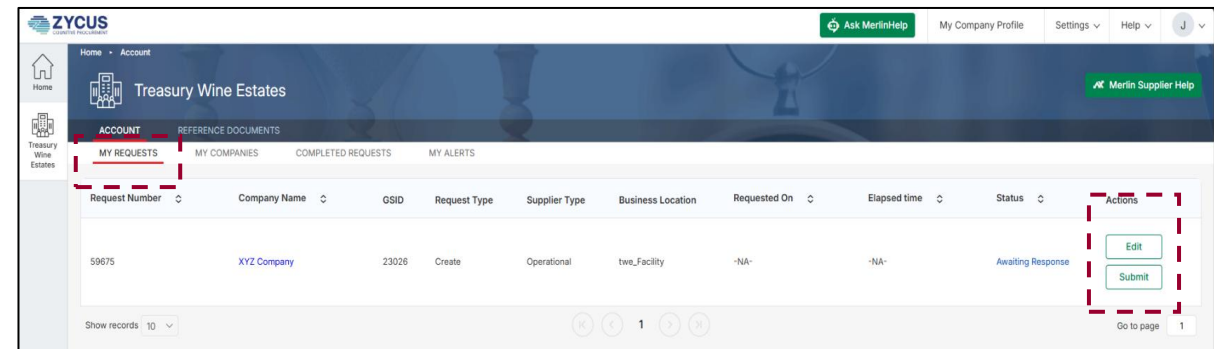 ZYCUS
COGNITIVE PROCUREMENT
Ask MerlinHelp
My Company Profile
Settings
Help
J
Home
Treasury
Wine
Estates
Home • Account
Treasury Wine Estates
Merlin Supplier Help
ACCOUNT REFERENCE DOCUMENTS
MY REQUESTS MY COMPANIES COMPLETED REQUESTS MY ALERTS
Request Number Company Name GSID Request Type Supplier Type Business Location Requested On Elapsed time Status Actions
59675 XYZ Company 23026 Create Operational twe_Facility -NA- -NA- Awaiting Response
Edit
Submit
Show records 10 1 Go to page 1